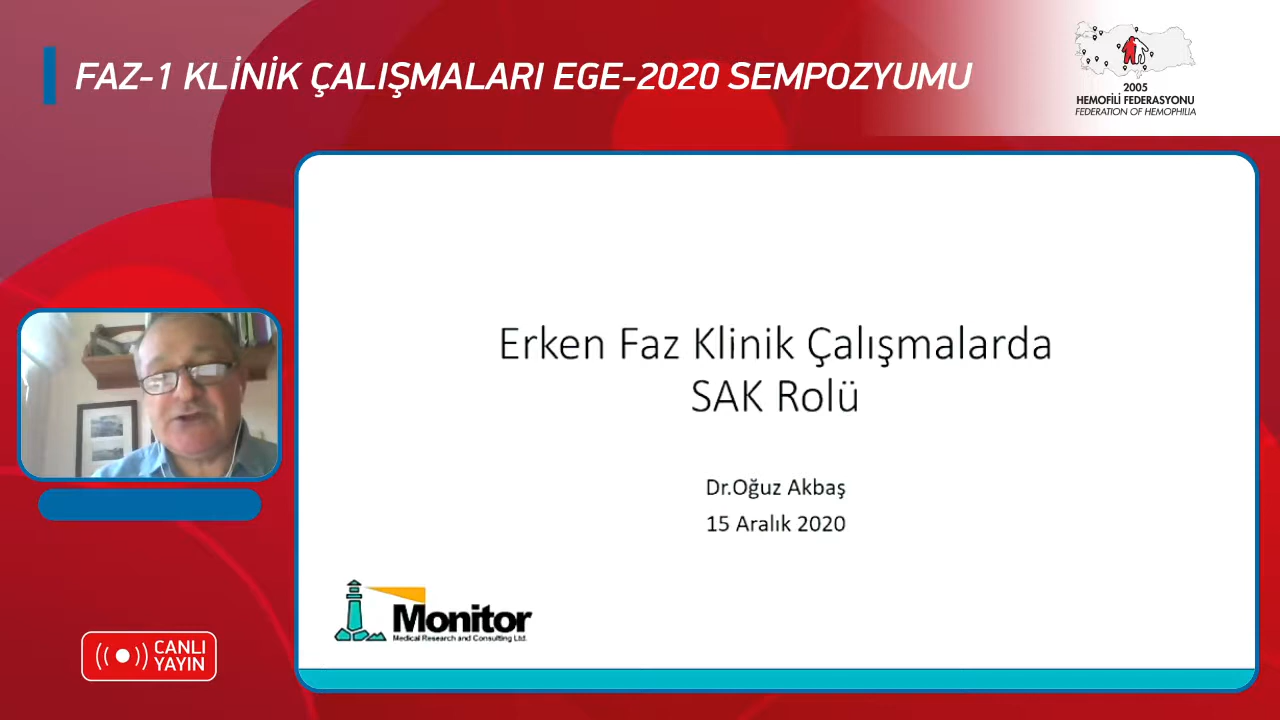 FAZ-1 KLİNİK ÇALIŞMALARI EGE-2020 SEMPOZYUMU
2005
HEMOFİLİ FEDERASYONU
FEDERATION OF HEMOPHILIA
Erken Faz Klinik Çalışmalarda
SAK Rolü
Dr.Oğuz Akbaş
15 Aralık 2020
Monitor
Medical Research and Consulting Ltd.
CANLI
YAYIN